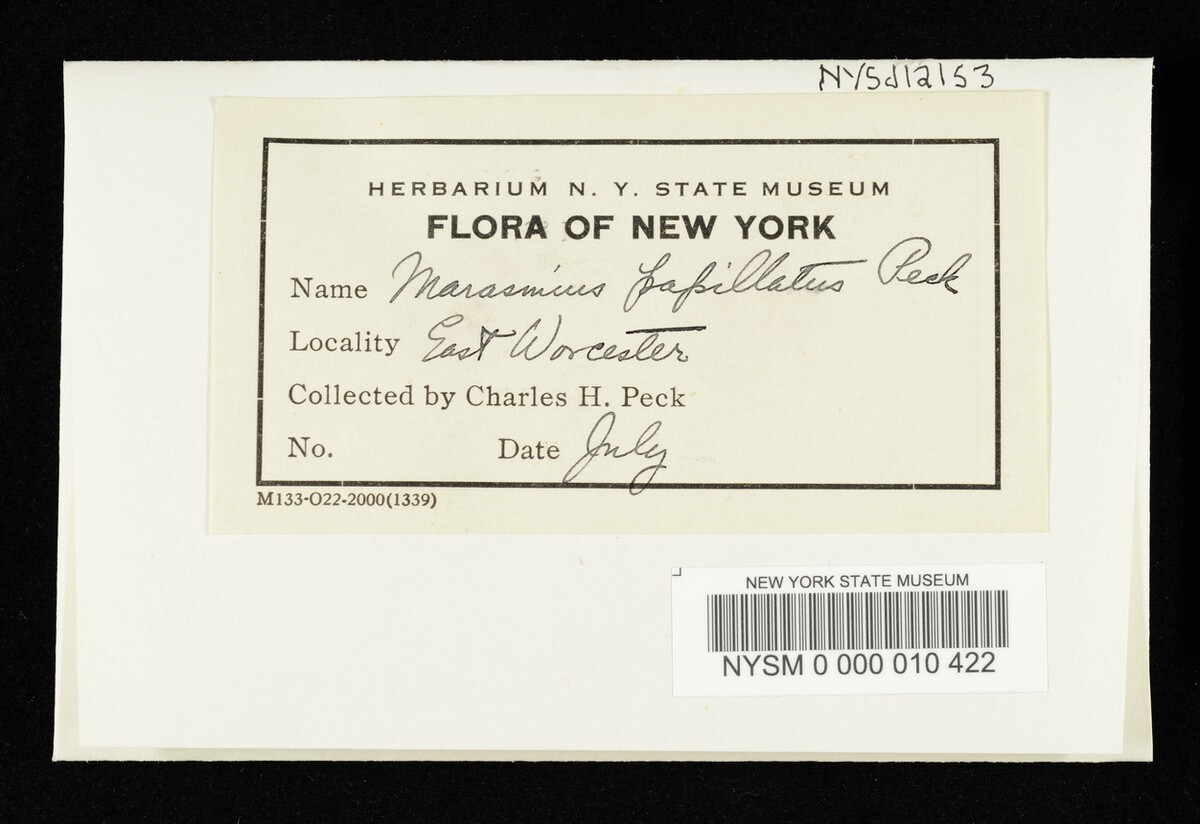 NYSd12153
HERBARIUM N. Y. STATE MUSEUM
FLORA OF NEW YORK
Name Marasmius papillatus Peck
Locality East Worcester
Collected by Charles H. Peck
No. Date July
M133-O22-2000(1339)
NEW YORK STATE MUSEUM
NYSM 0 000 010 422